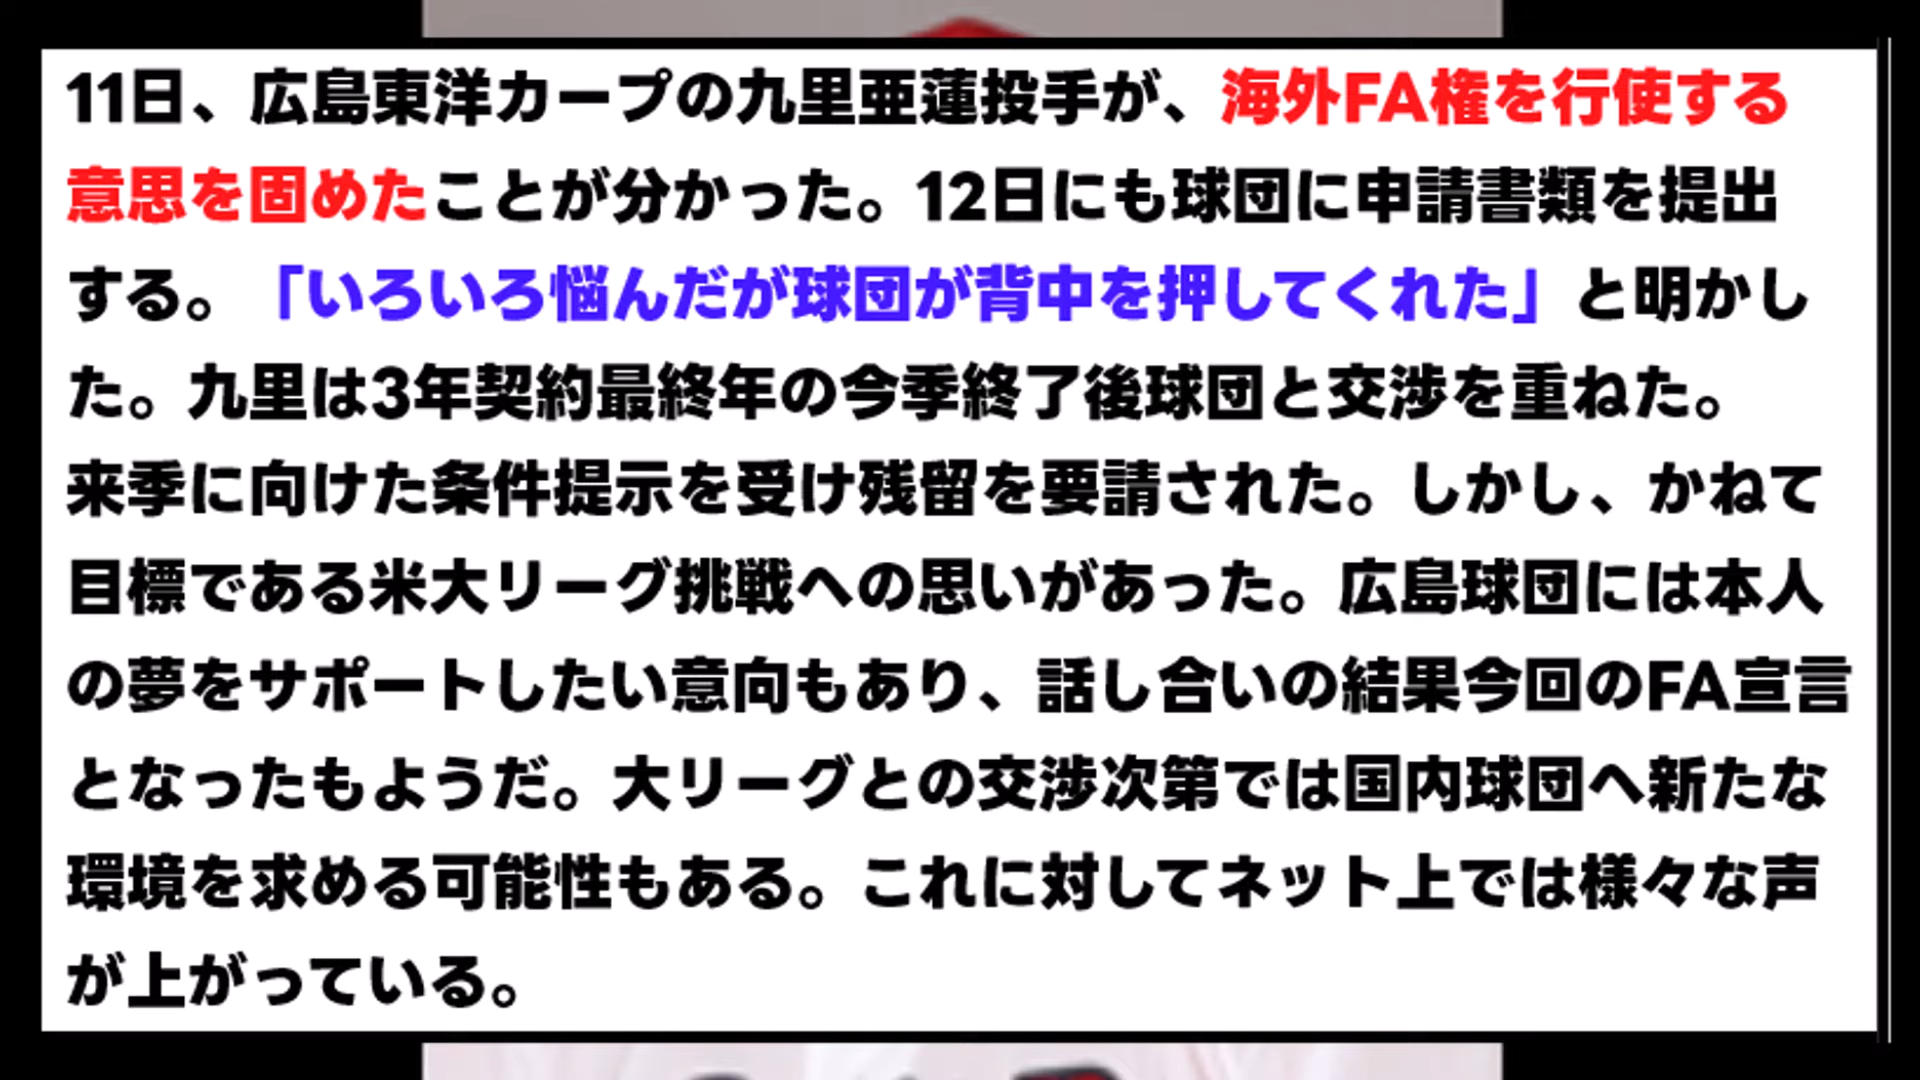 11日、広島東洋カープの九里亜蓮投手が、海外FA権を行使する
意思を固めたことが分かった。12日にも球団に申請書類を提出
する。「いろいろ悩んだが球団が背中を押してくれた」と明かし
た。九里は3年契約最終年の今季終了後球団と交渉を重ねた。
来季に向けた条件提示を受け残留を要請された。しかし、かねて
目標である米大リーグ挑戦への思いがあった。広島球団には本人
の夢をサポートしたい意向もあり、話し合いの結果今回のFA宣言
となったもようだ。大リーグとの交渉次第では国内球団へ新たな
環境を求める可能性もある。これに対してネット上では様々な声
が上がっている。